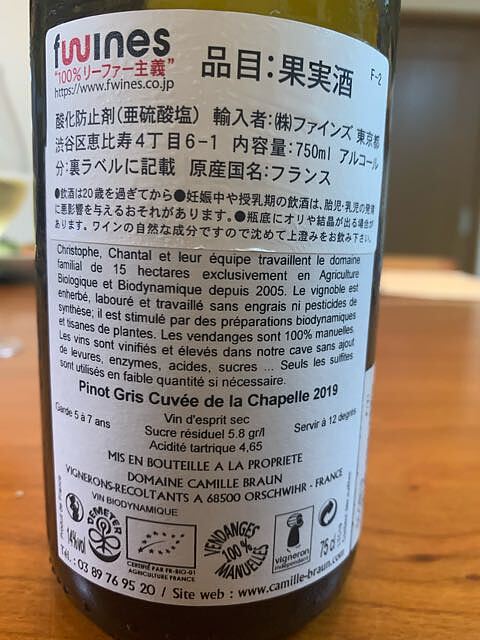 fwines
"100%リーファー主義"
https://www.fwines.co.jp
品目:果実酒
F-2
酸化防止剤(亜硫酸塩) 輸入者:㈱ファインズ 東京都
渋谷区恵比寿4丁目6-1 内容量:750ml アルコール
分:裏ラベルに記載 原産国名:フランス
●飲酒は20歳を過ぎてから●妊娠中や授乳期の飲酒は、胎児・乳児の発育
に悪影響を与えるおそれがあります。●瓶底にオリや結晶が出る場合が
あります。ワインの自然な成分ですので沈めて上澄みをお飲み下さい。
Christophe, Chantal et leur équipe travaillent le domaine
familial de 15 hectares exclusivement en Agriculture
Biologique et Biodynamique depuis 2005. Le vignoble est
enherbé, labouré et travaillé sans engrais ni pesticides de
synthèse; il est stimulé par des préparations biodynamiques
et tisanes de plantes. Les vendanges sont 100% manuelles.
Les vins sont vinifiés et élevés dans notre cave sans ajout
de levures, enzymes, acides, sucres ... Seuls les sulfites
sont utilisés en faible quantité si nécessaire.
Pinot Gris Cuvée de la Chapelle 2019
Garde 5 à 7 ans
Vin d'esprit sec
Sucre résiduel 5.8 gr/l
Acidité tartrique 4,65
Servir à 12 degrés
MIS EN BOUTEILLE A LA PROPRIETE
DOMAINE CAMILLE BRAUN
VIGNERONS-RECOLTANTS A 68500 ORSCHWIHR - FRANCE
VIN BIODYNAMIQUE
14%vol
DEMETER
CERTIFIÉ PAR FR-BIO-01
AGRICULTURE FRANCE
VENDANGES
100%
MANUELLES
vigneron
indépendant
75 cl
Tél.: 03 89 76 95 20 / Site web : www.camille-braun.com